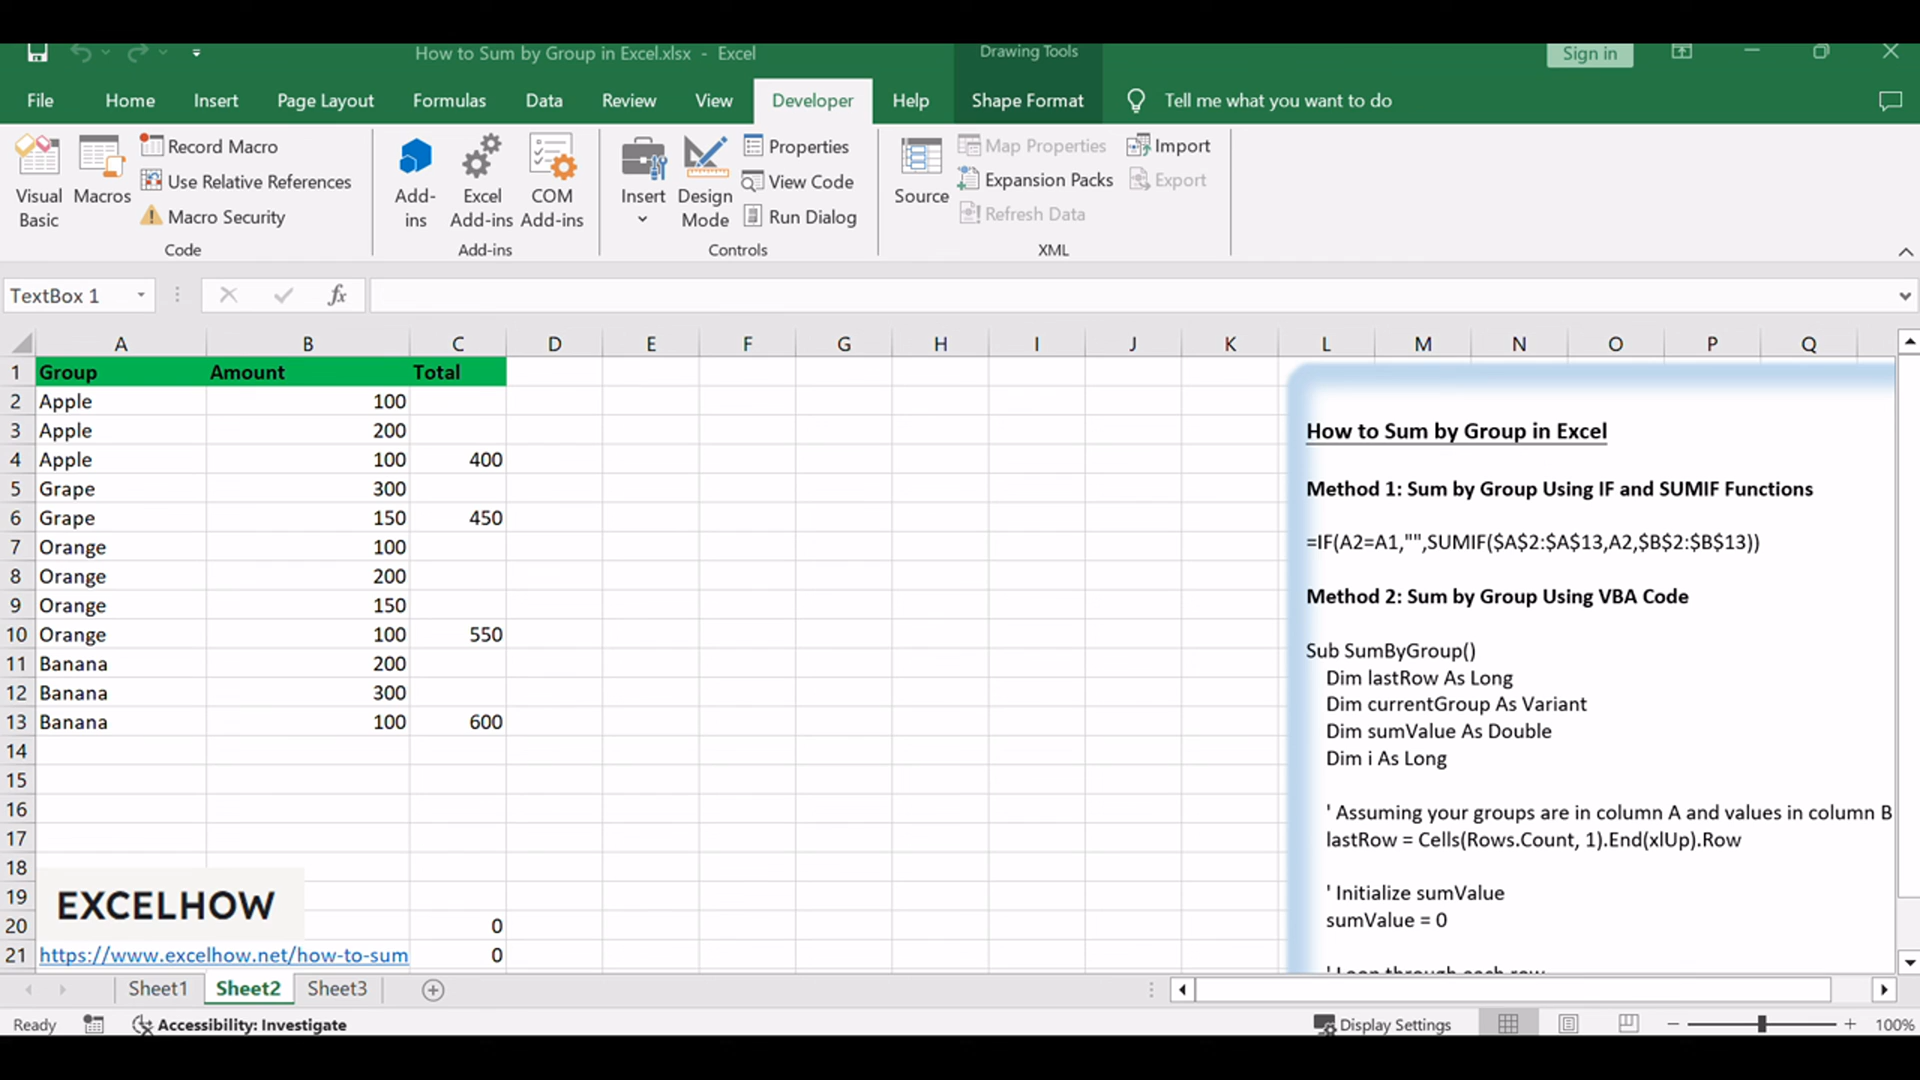 How to Sum by Group in Excel.xlsx - Excel
Drawing Tools
Sign in
File Home Insert Page Layout Formulas Data Review View Developer Help Shape Format Tell me what you want to do
Visual Basic
Macros
Record Macro
Use Relative References
Macro Security
Code
Add-ins
Excel Add-ins
COM Add-ins
Add-ins
Insert
Design Mode
Properties
View Code
Run Dialog
Controls
Source
Map Properties
Expansion Packs
Refresh Data
Import
Export
XML
TextBox 1
fx
A B C D E F G H I J K L M N O P Q
1 Group Amount Total
2 Apple 100
3 Apple 200
4 Apple 100 400
5 Grape 300
6 Grape 150 450
7 Orange 100
8 Orange 200
9 Orange 150
10 Orange 100 550
11 Banana 200
12 Banana 300
13 Banana 100 600
14
15
16
17
18
19
EXCELHOW
20 0
21 https://www.excelhow.net/how-to-sum 0
How to Sum by Group in Excel
Method 1: Sum by Group Using IF and SUMIF Functions
=IF(A2=A1,"",SUMIF($A$2:$A$13,A2,$B$2:$B$13))
Method 2: Sum by Group Using VBA Code
Sub SumByGroup()
Dim lastRow As Long
Dim currentGroup As Variant
Dim sumValue As Double
Dim i As Long
' Assuming your groups are in column A and values in column B
lastRow = Cells(Rows.Count, 1).End(xlUp).Row
' Initialize sumValue
sumValue = 0
' Loop through each row
Sheet1 Sheet2 Sheet3
Ready
Accessibility: Investigate
Display Settings
100%